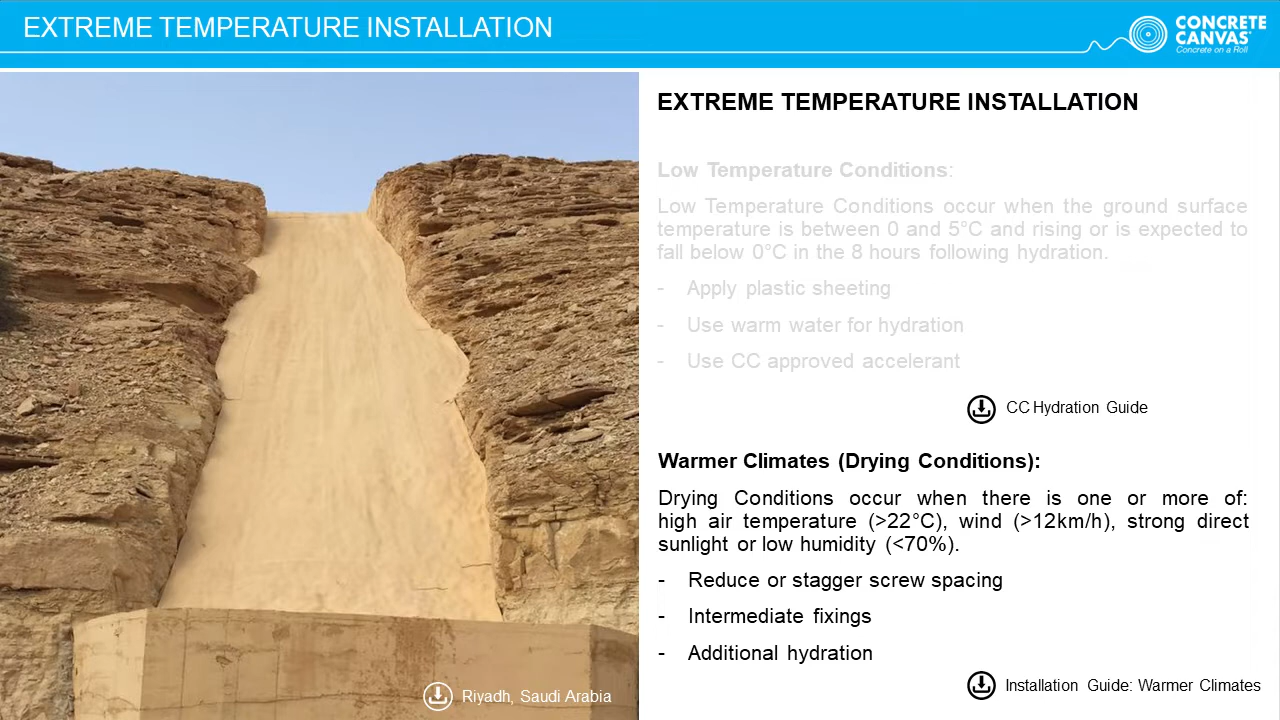 EXTREME TEMPERATURE INSTALLATION
CONCRETE
CANVAS®
Concrete on a Roll
EXTREME TEMPERATURE INSTALLATION
Low Temperature Conditions:
Low Temperature Conditions occur when the ground surface
temperature is between 0 and 5°C and rising or is expected to
fall below 0°C in the 8 hours following hydration.
- Apply plastic sheeting
- Use warm water for hydration
- Use CC approved accelerant
CC Hydration Guide
Warmer Climates (Drying Conditions):
Drying Conditions occur when there is one or more of:
high air temperature (>22°C), wind (>12km/h), strong direct
sunlight or low humidity (<70%).
- Reduce or stagger screw spacing
- Intermediate fixings
- Additional hydration
Installation Guide: Warmer Climates
Riyadh, Saudi Arabia